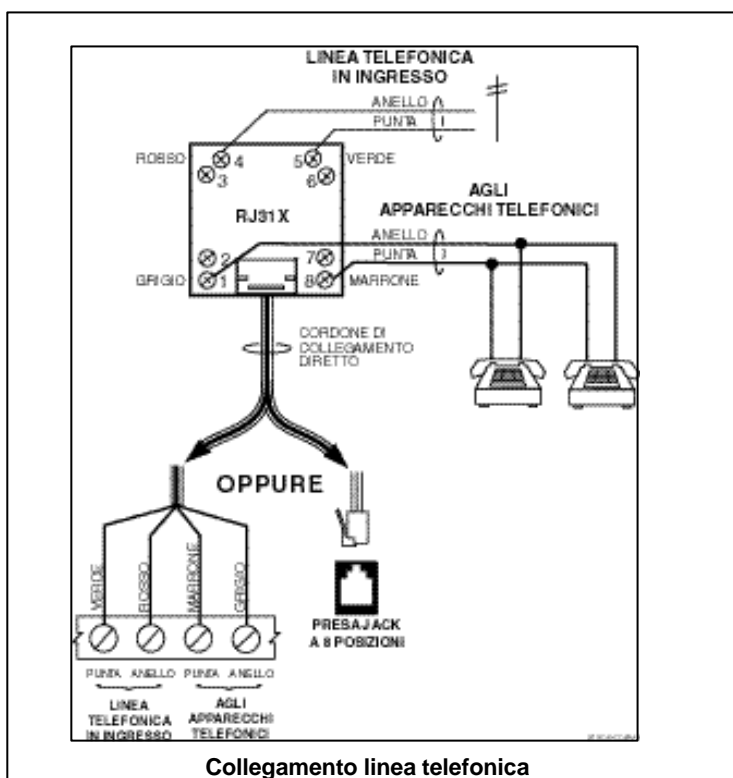 LINEA TELEFONICA
IN INGRESSO
ANELLO
PUNTA
ROSSO
4
3
5
6
VERDE
RJ31X
AGLI
APPARECCHI TELEFONICI
ANELLO
PUNTA
2
7
GRIGIO
1
8
MARRONE
CORDONE DI
COLLEGAMENTO
DIRETTO
OPPURE
VERDE
ROSSO
MARRONE
GRIGIO
PRESA JACK
A 8 POSIZIONI
PUNTA ANELLO PUNTA ANELLO
LINEA
TELEFONICA
IN INGRESSO
AGLI
APPARECCHI
TELEFONICI
Collegamento linea telefonica